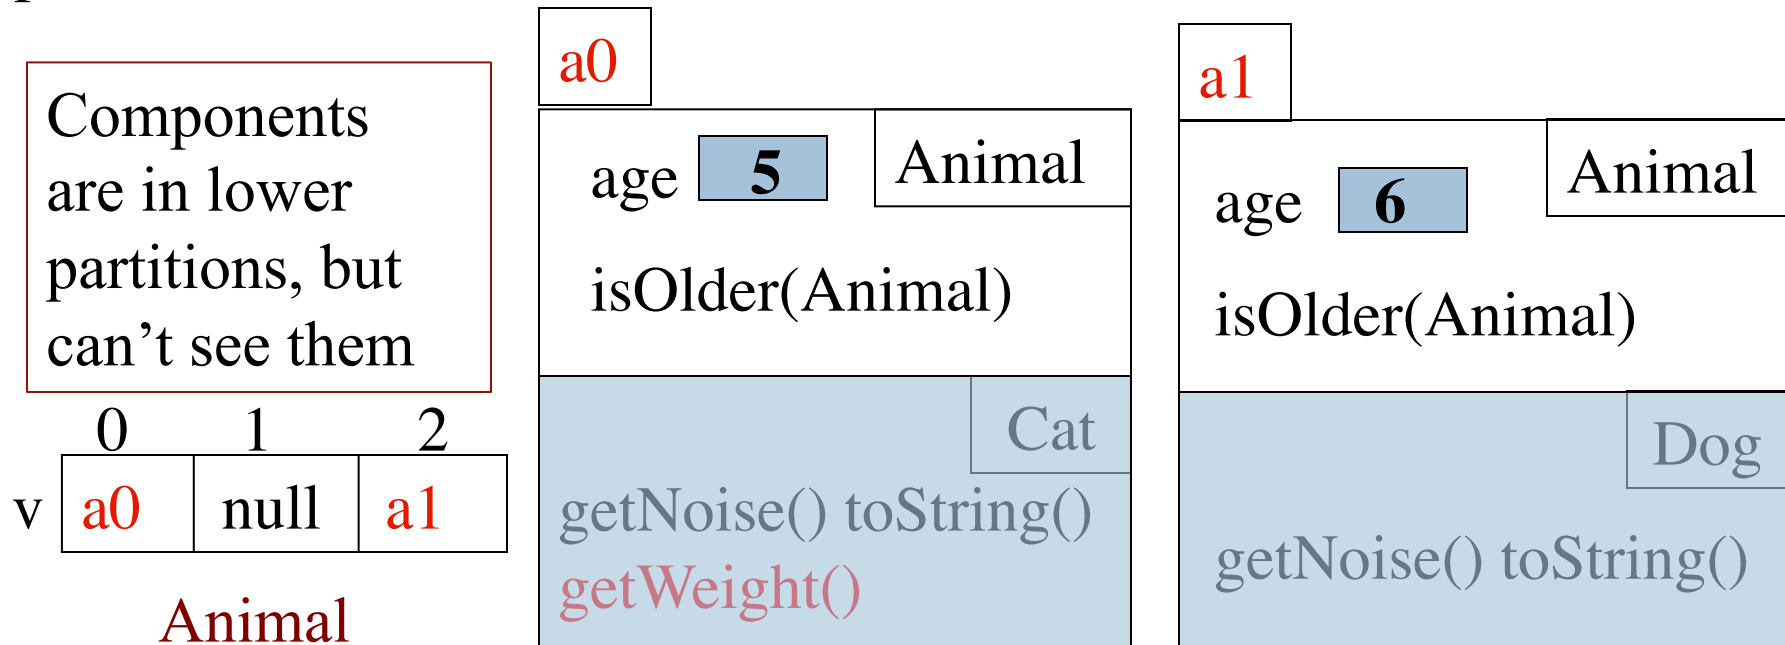 Components
are in lower
partitions, but
can’t see them
0 1 2
v a0 null a1
Animal
a0
age 5 Animal
isOlder(Animal)
Cat
getNoise() toString()
getWeight()
a1
age 6 Animal
isOlder(Animal)
Dog
getNoise() toString()